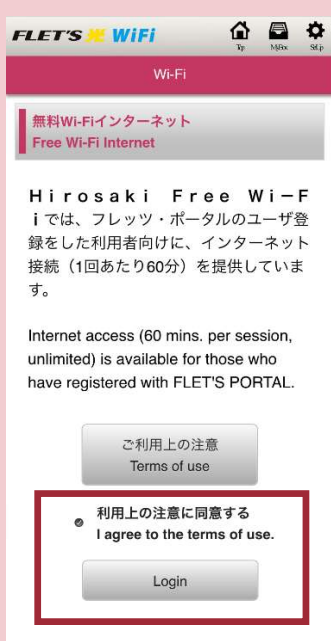 FLET'S光 WiFi
Top MyBox SetUp
Wi-Fi
無料Wi-Fiインターネット
Free Wi-Fi Internet
Ｈｉｒｏｓａｋｉ　Ｆｒｅｅ　Ｗｉ－Ｆ
ｉでは、フレッツ・ポータルのユーザ登
録をした利用者向けに、インターネット
接続（1回あたり60分）を提供していま
す。
Internet access (60 mins. per session,
unlimited) is available for those who
have registered with FLET'S PORTAL.
ご利用上の注意
Terms of use
利用上の注意に同意する
I agree to the terms of use.
Login